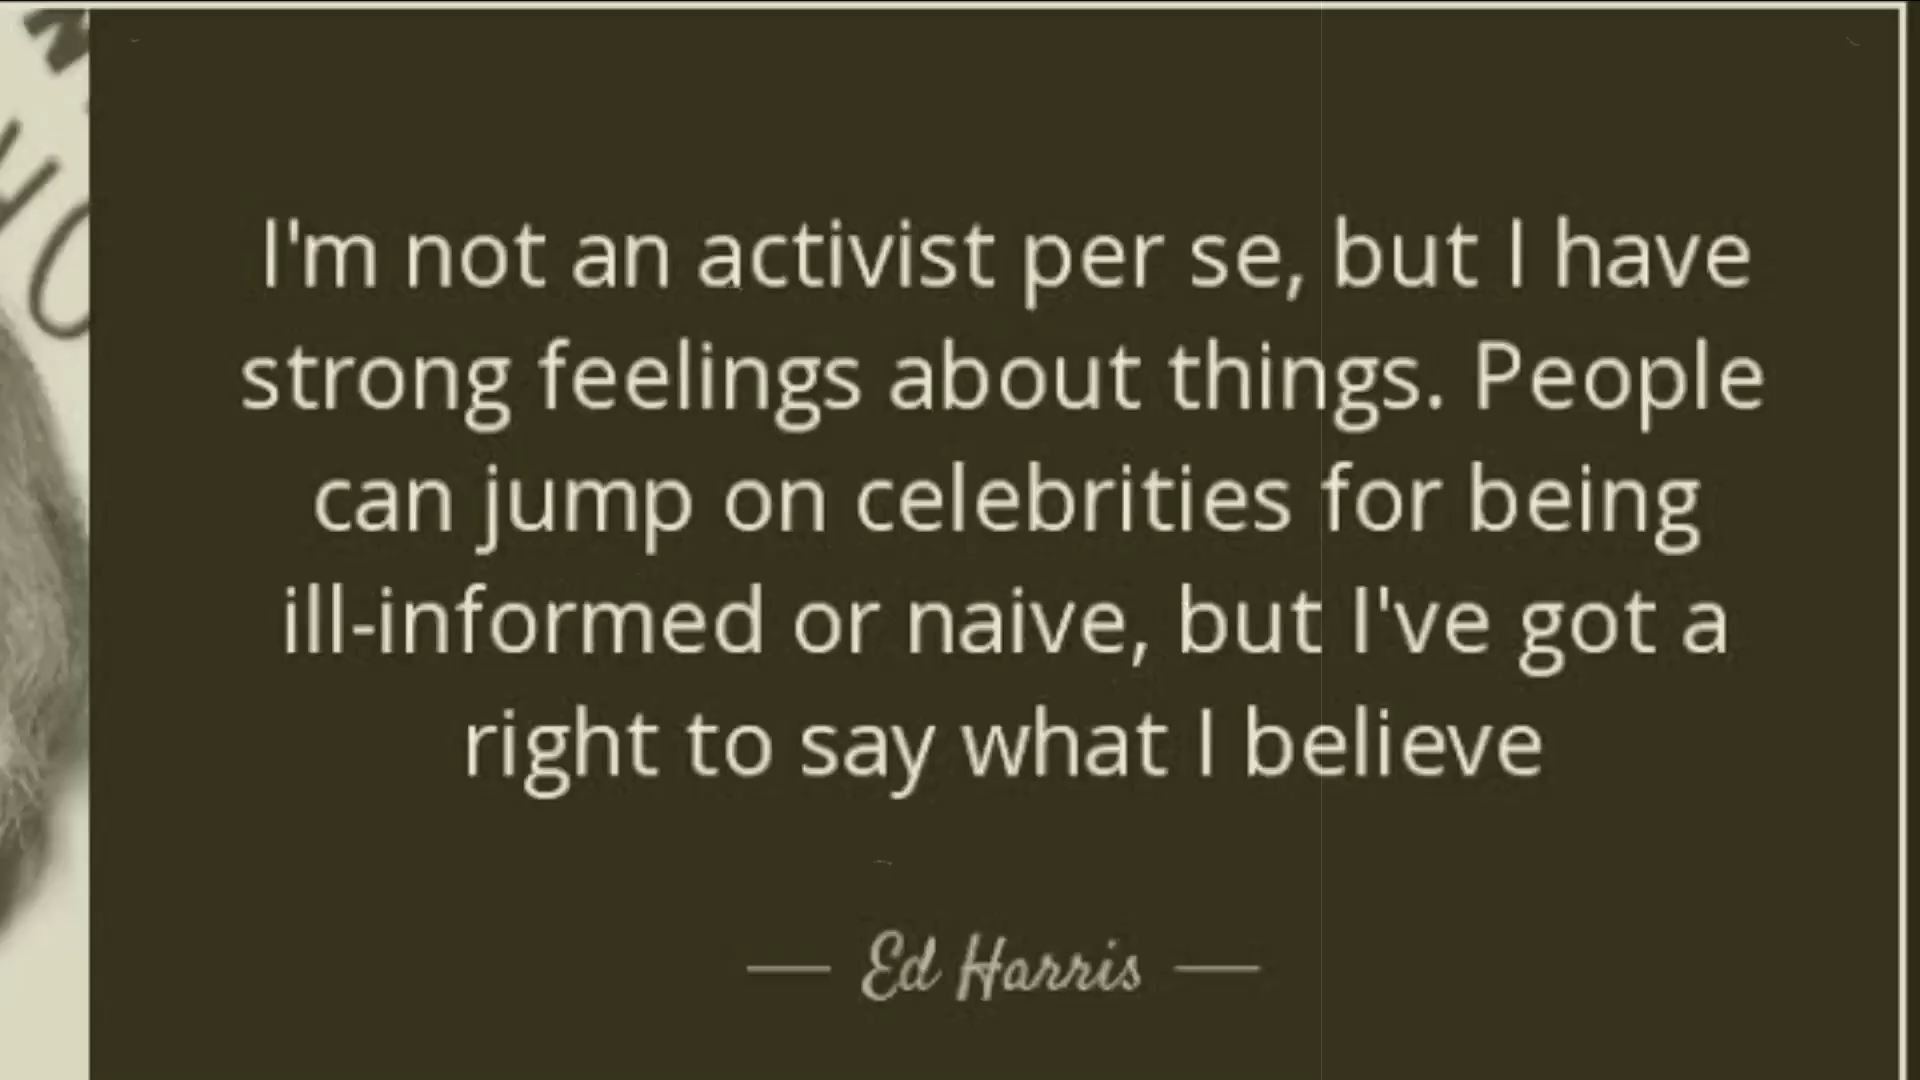 I'm not an activist per se, but I have
strong feelings about things. People
can jump on celebrities for being
ill-informed or naive, but I've got a
right to say what I believe
Ed Harris